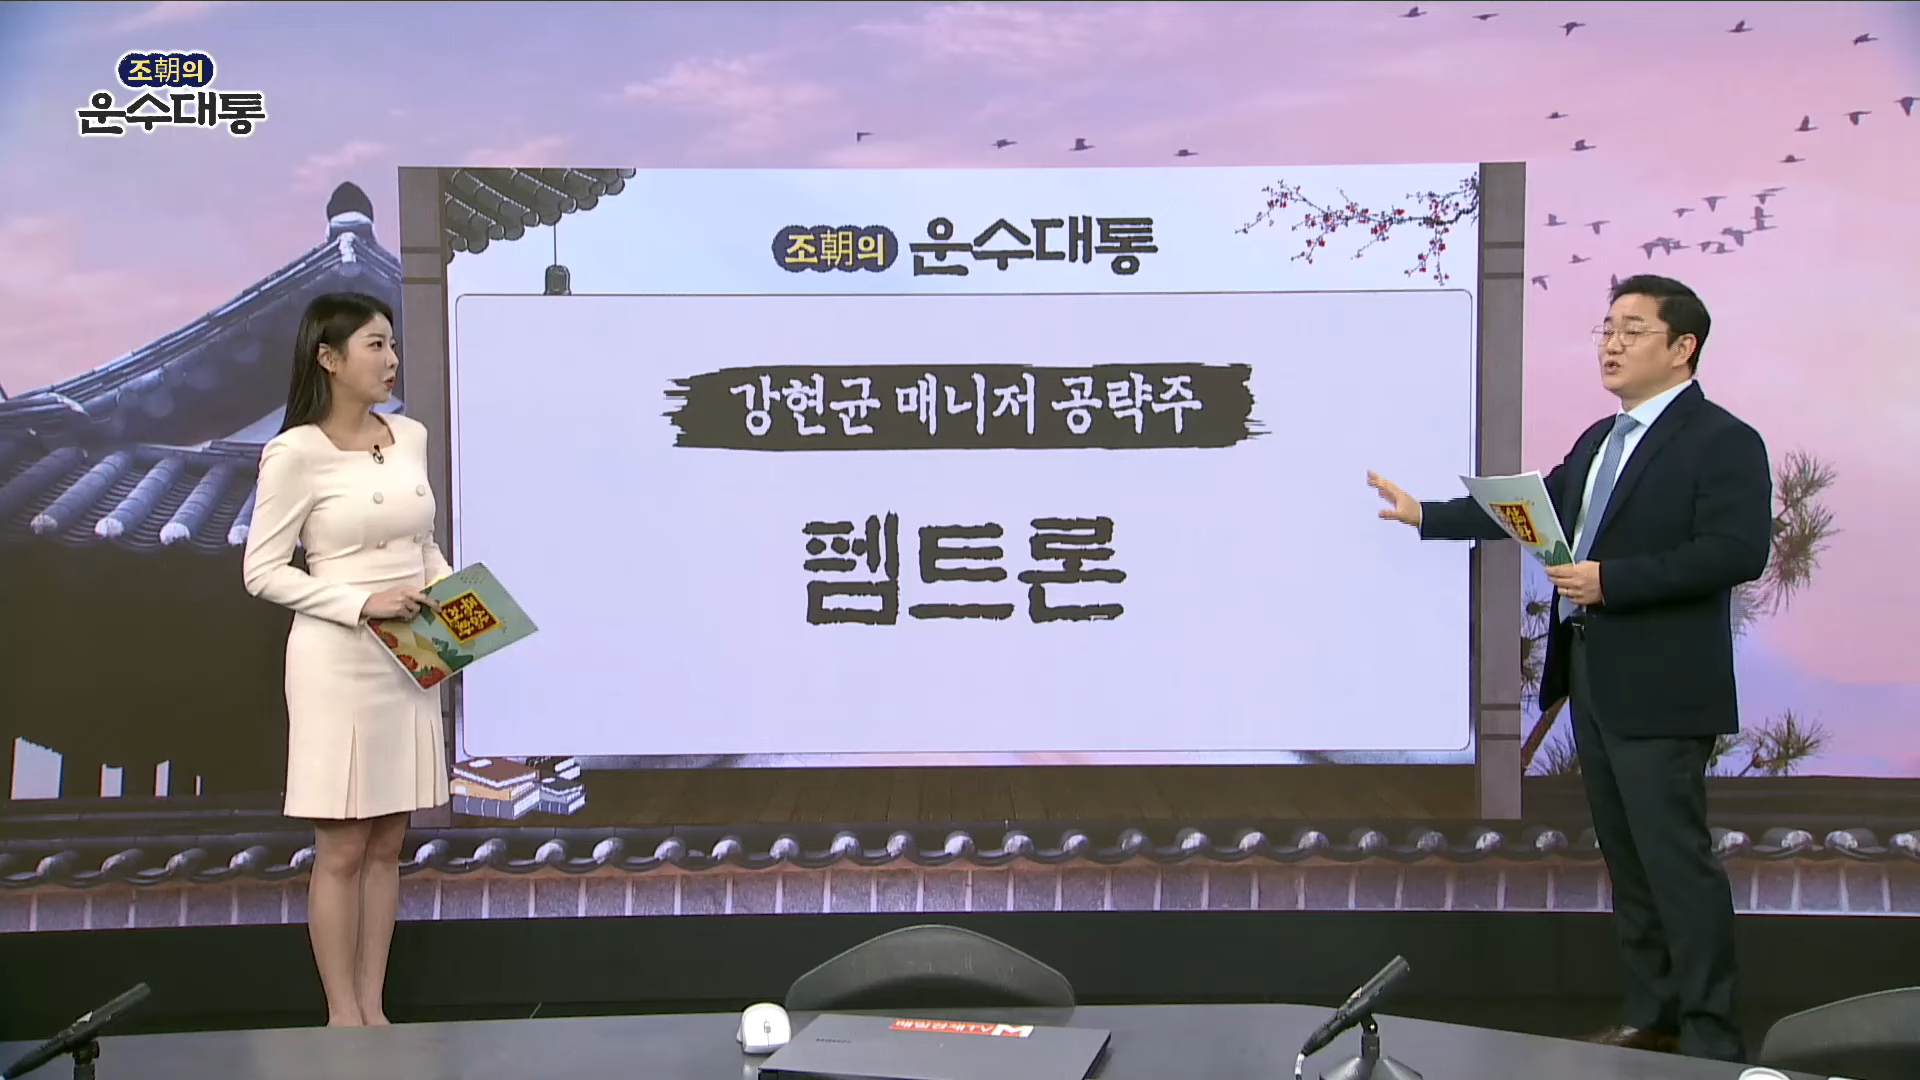 조朝의
운수대통
조朝의 운수대통
강현균 매니저 공략주
펨트론